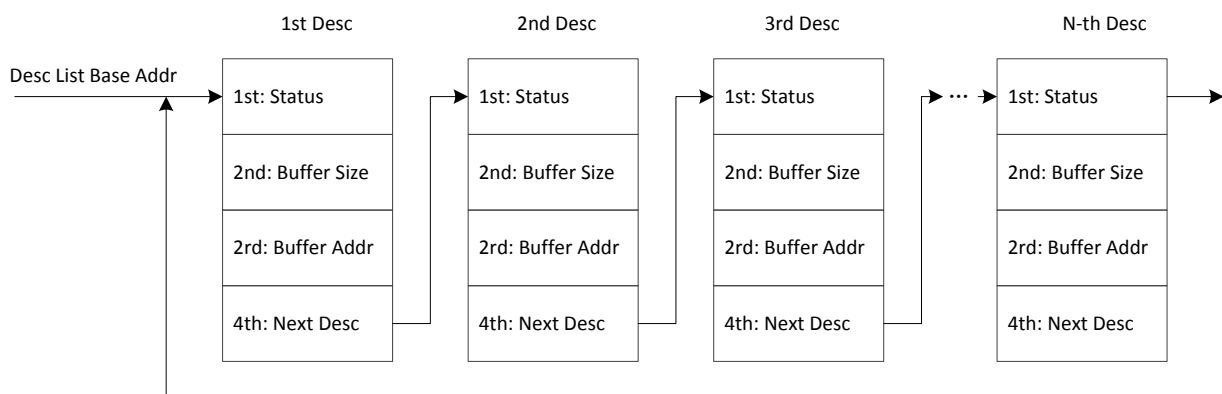 1st Desc
2nd Desc
3rd Desc
N-th Desc
Desc List Base Addr
1st: Status
1st: Status
1st: Status
...
1st: Status
2nd: Buffer Size
2nd: Buffer Size
2nd: Buffer Size
2nd: Buffer Size
2rd: Buffer Addr
2rd: Buffer Addr
2rd: Buffer Addr
2rd: Buffer Addr
4th: Next Desc
4th: Next Desc
4th: Next Desc
4th: Next Desc